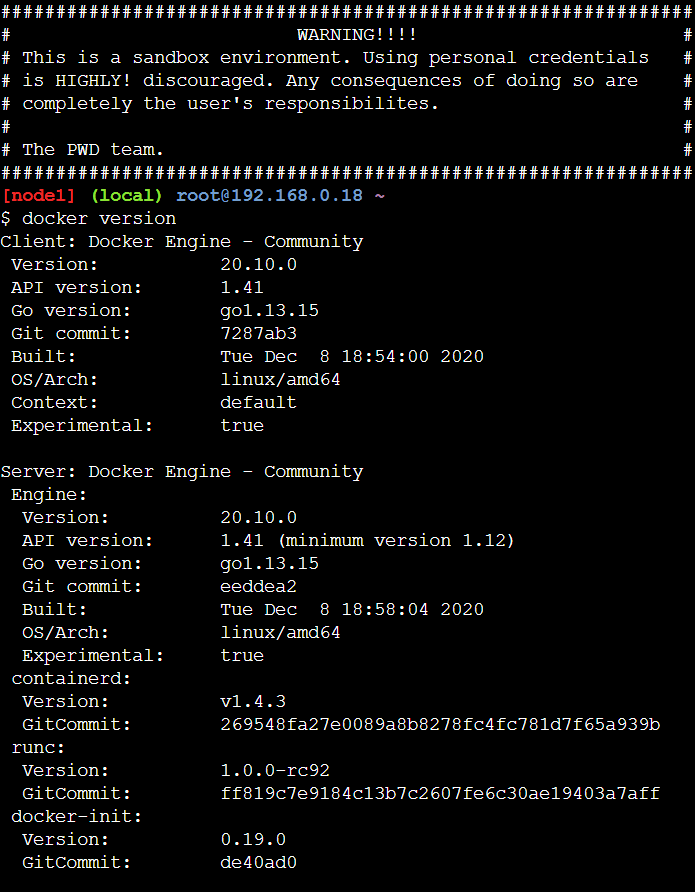 ###############################################################
#                          WARNING!!!!                        #
# This is a sandbox environment. Using personal credentials   #
# is HIGHLY! discouraged. Any consequences of doing so are    #
# completely the user's responsibilites.                      #
#                                                             #
# The PWD team.                                               #
###############################################################
[node1] (local) root@192.168.0.18 ~
$ docker version
Client: Docker Engine - Community
 Version:           20.10.0
 API version:       1.41
 Go version:        go1.13.15
 Git commit:        7287ab3
 Built:             Tue Dec  8 18:54:00 2020
 OS/Arch:           linux/amd64
 Context:           default
 Experimental:      true

Server: Docker Engine - Community
 Engine:
  Version:          20.10.0
  API version:      1.41 (minimum version 1.12)
  Go version:       go1.13.15
  Git commit:       eeddea2
  Built:            Tue Dec  8 18:58:04 2020
  OS/Arch:          linux/amd64
  Experimental:     true
 containerd:
  Version:          v1.4.3
  GitCommit:        269548fa27e0089a8b8278fc4fc781d7f65a939b
 runc:
  Version:          1.0.0-rc92
  GitCommit:        ff819c7e9184c13b7c2607fe6c30ae19403a7aff
 docker-init:
  Version:          0.19.0
  GitCommit:        de40ad0